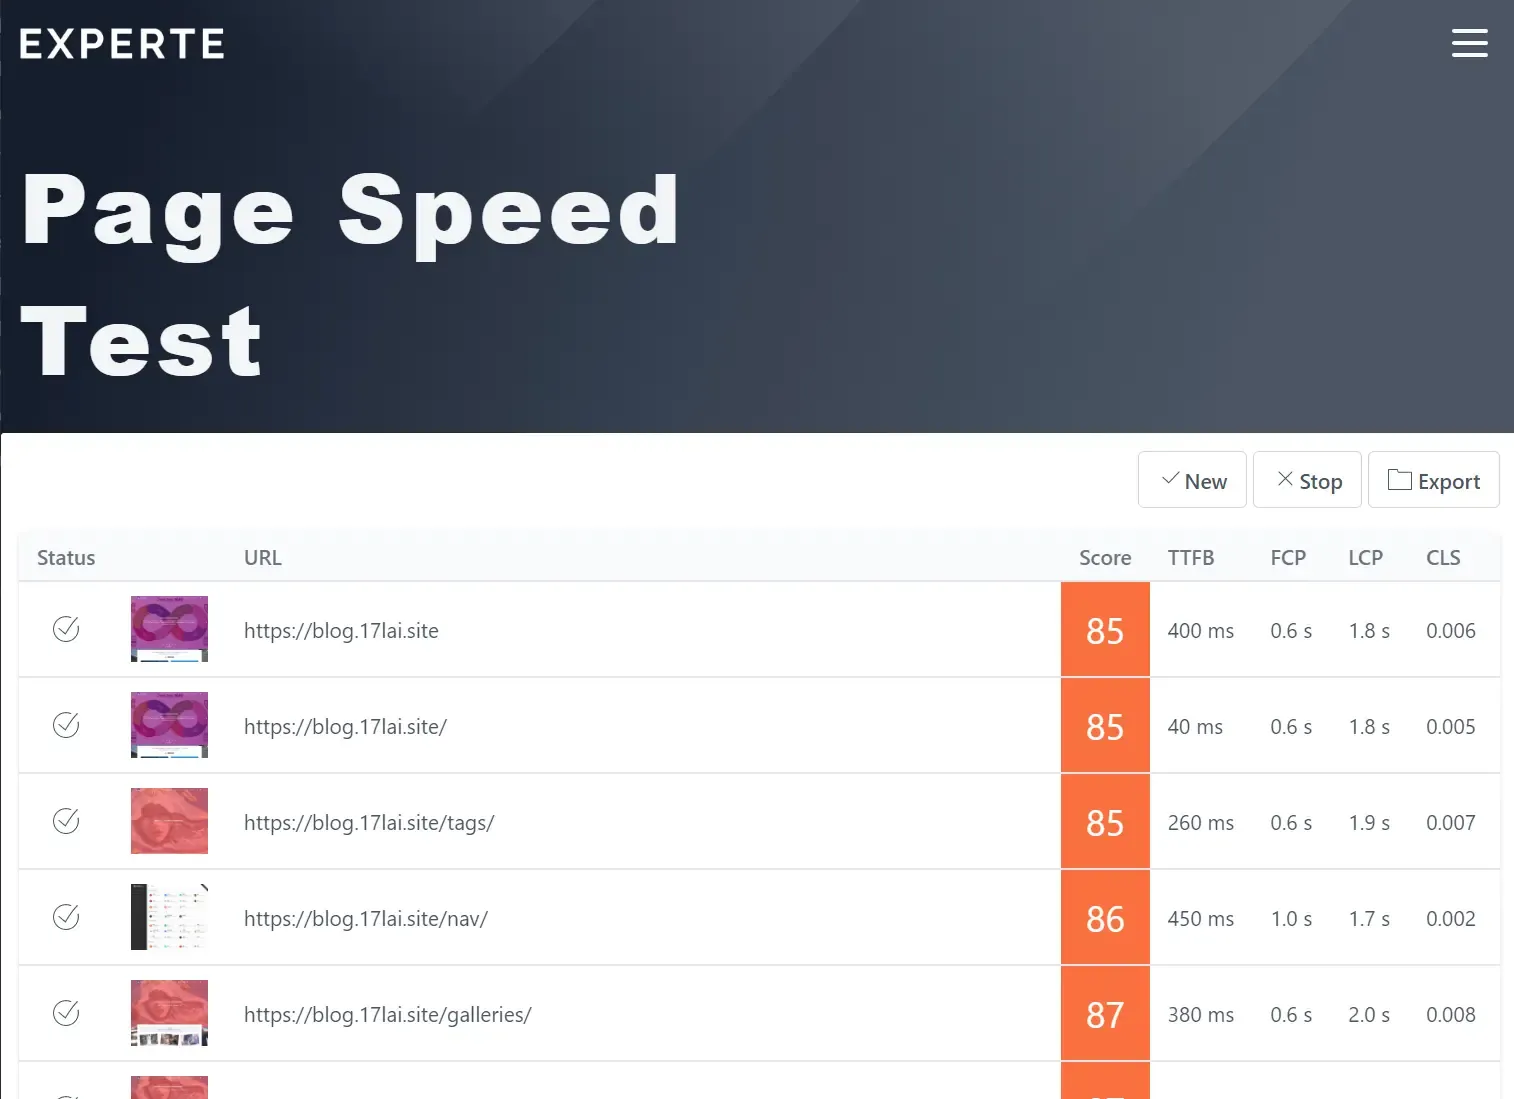 EXPERTE
Page Speed
Test
New Stop Export
Status URL Score TTFB FCP LCP CLS
https://blog.17lai.site 85 400 ms 0.6 s 1.8 s 0.006
https://blog.17lai.site/ 85 40 ms 0.6 s 1.8 s 0.005
https://blog.17lai.site/tags/ 85 260 ms 0.6 s 1.9 s 0.007
https://blog.17lai.site/nav/ 86 450 ms 1.0 s 1.7 s 0.002
https://blog.17lai.site/galleries/ 87 380 ms 0.6 s 2.0 s 0.008